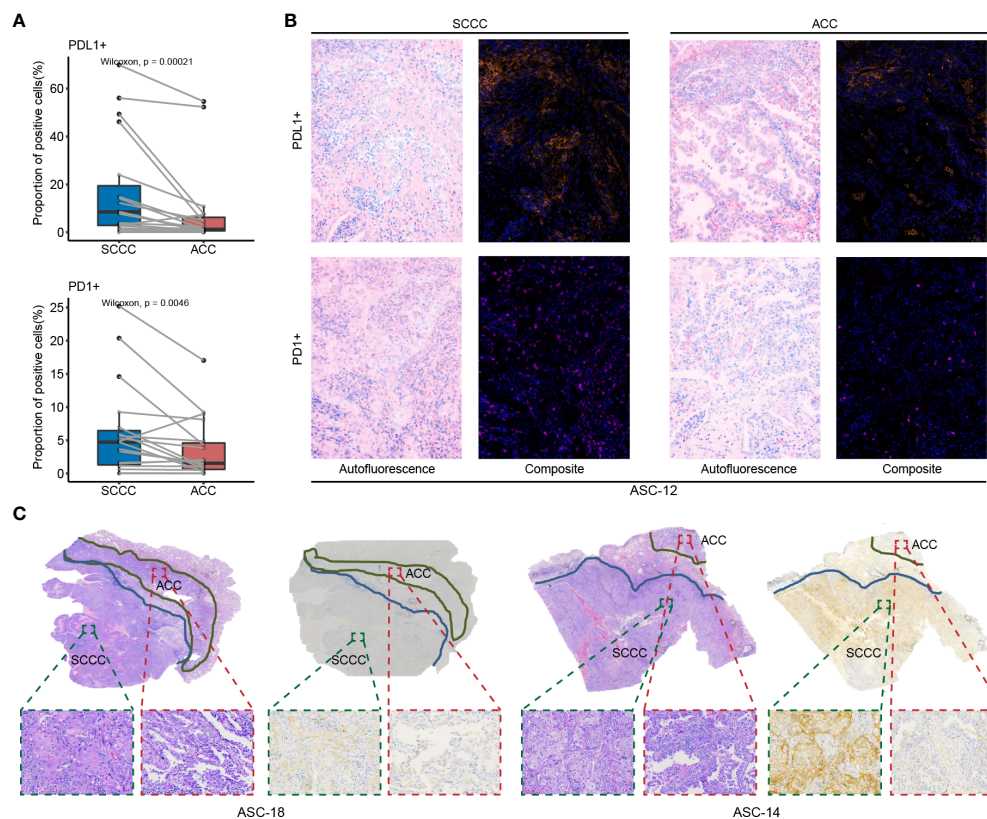 A
PDL1+
Wilcoxon, p = 0.00021
Proportion of positive cells(%)
60
40
20
0
SCCC
ACC
PD1+
Wilcoxon, p = 0.0046
Proportion of positive cells(%)
25
20
15
10
5
0
SCCC
ACC
B
SCCC
ACC
PDL1+
PD1+
Autofluorescence
Composite
Autofluorescence
Composite
ASC-12
C
ACC
SCCC
ACC
SCCC
ACC
SCCC
ACC
SCCC
ASC-18
ASC-14